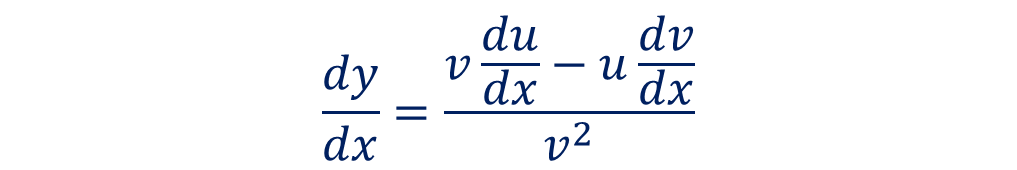 dy/dx = (v du/dx − u dv/dx)/v²